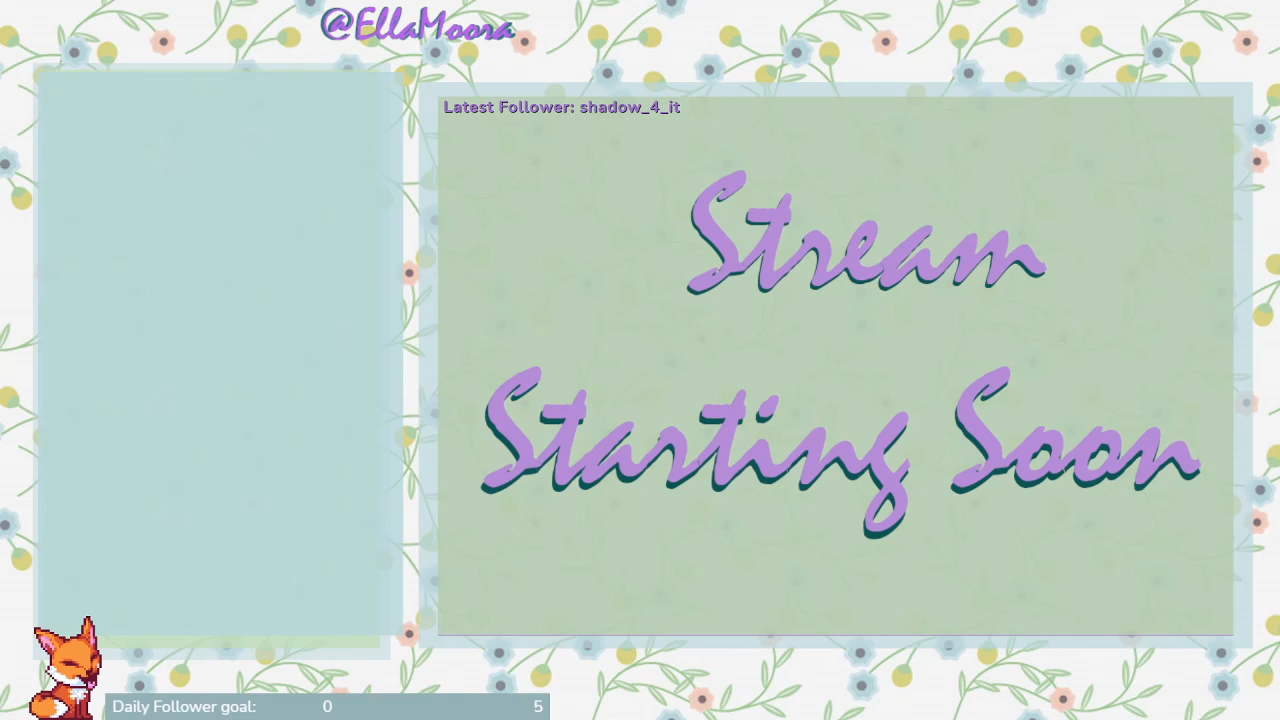 @EllaMoora
Latest Follower: shadow_4_it
Stream
Starting Soon
Daily Follower goal: 0 5